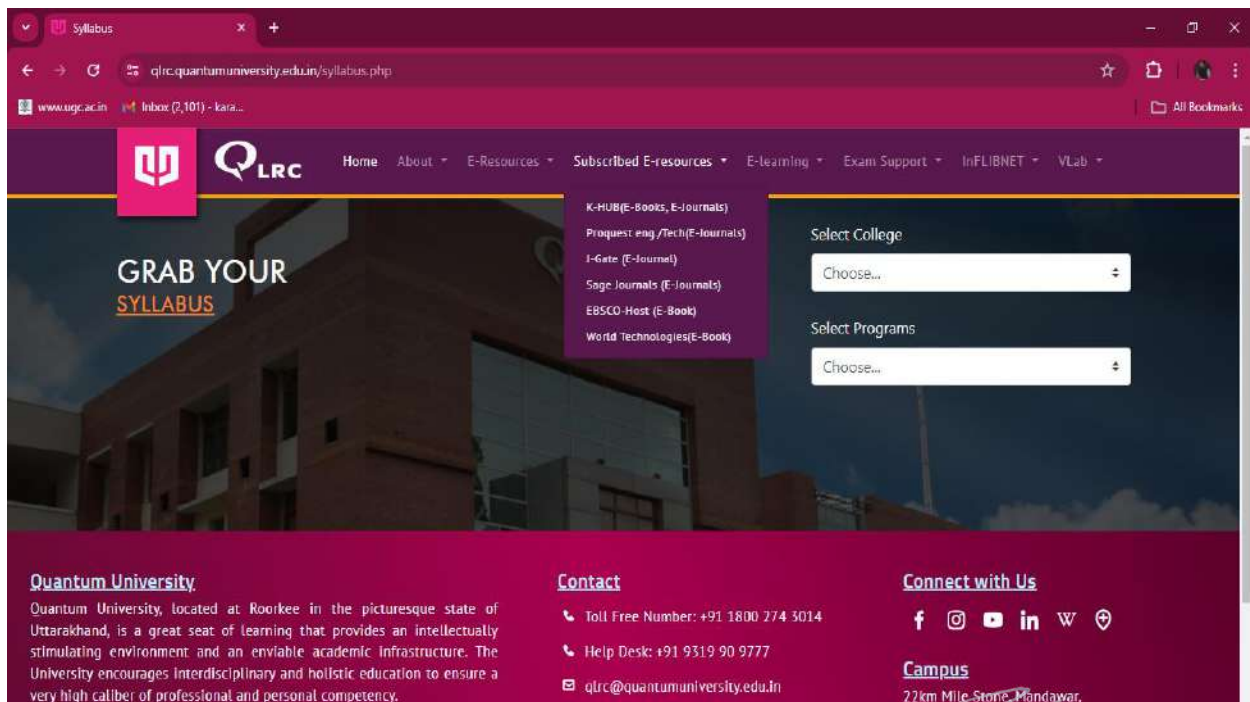 Syllabus
qlrc.quantumuniversity.edu.in/syllabus.php
www.ugc.ac.in Inbox (2,101) - kara...
All Bookmarks
QLRC
Home About E-Resources Subscribed E-resources E-learning Exam Support InFLIBNET VLab
K-HUB(E-Books, E-Journals)
Proquest eng./Tech(E-Journals)
J-Gate (E-Journal)
Sage Journals (E-Journals)
EBSCO-Host (E-Book)
World Technologies(E-Book)
GRAB YOUR
SYLLABUS
Select College
Choose...
Select Programs
Choose...
Quantum University
Quantum University, located at Roorkee in the picturesque state of
Uttarakhand, is a great seat of learning that provides an intellectually
stimulating environment and an enviable academic infrastructure. The
University encourages interdisciplinary and holistic education to ensure a
very high caliber of professional and personal competency.
Contact
Toll Free Number: +91 1800 274 3014
Help Desk: +91 9319 90 9777
qlrc@quantumuniversity.edu.in
Connect with Us
Campus
22km Mile Stone, Mandawar,